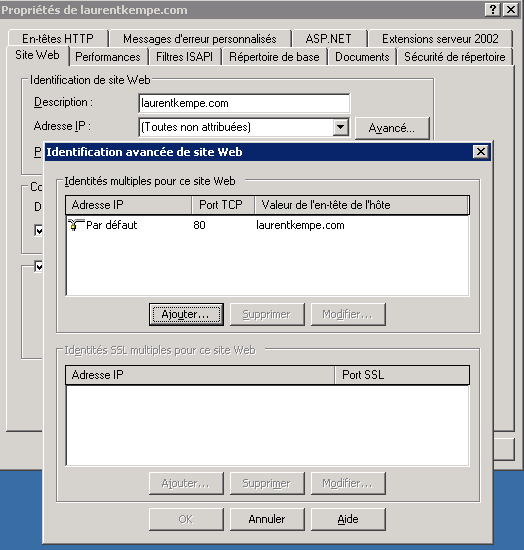 Propriétés de laurentkempe.com
En-têtes HTTP Messages d'erreur personnalisés ASP.NET Extensions serveur 2002
Site Web Performances Filtres ISAPI Répertoire de base Documents Sécurité de répertoire
Identification de site Web
Description : laurentkempe.com
Adresse IP : (Toutes non attribuées) Avancé...
P
Identification avancée de site Web
Co
D
Identités multiples pour ce site Web
Adresse IP Port TCP Valeur de l'en-tête de l'hôte
Par défaut 80 laurentkempe.com
Ajouter... Supprimer Modifier...
Identités SSL multiples pour ce site Web
Adresse IP Port SSL
Ajouter... Supprimer Modifier...
OK Annuler Aide